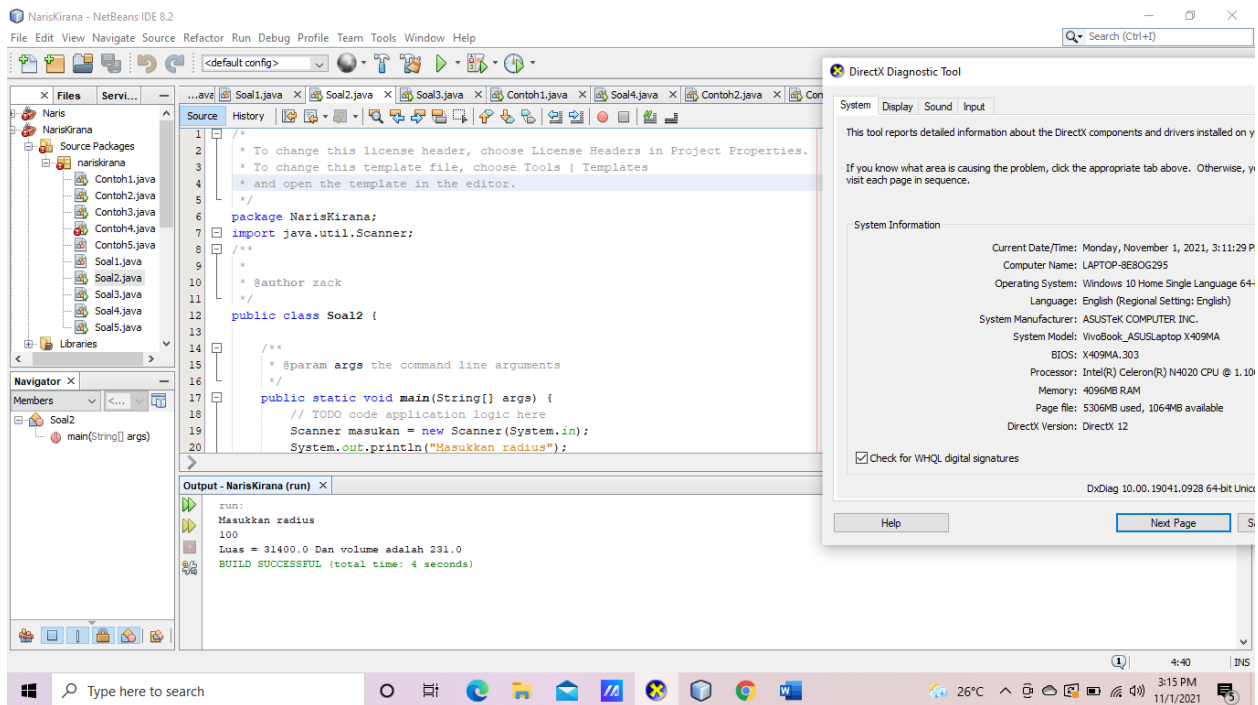 NarisKirana - NetBeans IDE 8.2
File Edit View Navigate Source Refactor Run Debug Profile Team Tools Window Help
Search (Ctrl+I)
<default config>
Files Servi...
Naris
NarisKirana
Source Packages
nariskirana
Contoh1.java
Contoh2.java
Contoh3.java
Contoh4.java
Contoh5.java
Soal1.java
Soal2.java
Soal3.java
Soal4.java
Soal5.java
Libraries
Navigator
Members <...
Soal2
main(String[] args)
...ava Soal1.java Soal2.java Soal3.java Contoh1.java Soal4.java Contoh2.java Con
Source History
1 /*
2 * To change this license header, choose License Headers in Project Properties.
3 * To change this template file, choose Tools | Templates
4 * and open the template in the editor.
5 */
6 package NarisKirana;
7 import java.util.Scanner;
8 /**
9 *
10 * @author zack
11 */
12 public class Soal2 {
13
14 /**
15 * @param args the command line arguments
16 */
17 public static void main(String[] args) {
18 // TODO code application logic here
19 Scanner masukan = new Scanner(System.in);
20 System.out.println("Masukkan radius");
Output - NarisKirana (run)
run:
Masukkan radius
100
Luas = 31400.0 Dan volume adalah 231.0
BUILD SUCCESSFUL (total time: 4 seconds)
DirectX Diagnostic Tool
System Display Sound Input
This tool reports detailed information about the DirectX components and drivers installed on y
If you know what area is causing the problem, click the appropriate tab above. Otherwise, y
visit each page in sequence.
System Information
Current Date/Time: Monday, November 1, 2021, 3:11:29 P
Computer Name: LAPTOP-8E8OG295
Operating System: Windows 10 Home Single Language 64-
Language: English (Regional Setting: English)
System Manufacturer: ASUSTeK COMPUTER INC.
System Model: VivoBook_ASUSLaptop X409MA
BIOS: X409MA.303
Processor: Intel(R) Celeron(R) N4020 CPU @ 1.10
Memory: 4096MB RAM
Page file: 5306MB used, 1064MB available
DirectX Version: DirectX 12
Check for WHQL digital signatures
DxDiag 10.00.19041.0928 64-bit Unic
Help Next Page S
1 4:40 INS
Type here to search
26°C 3:15 PM
11/1/2021
5